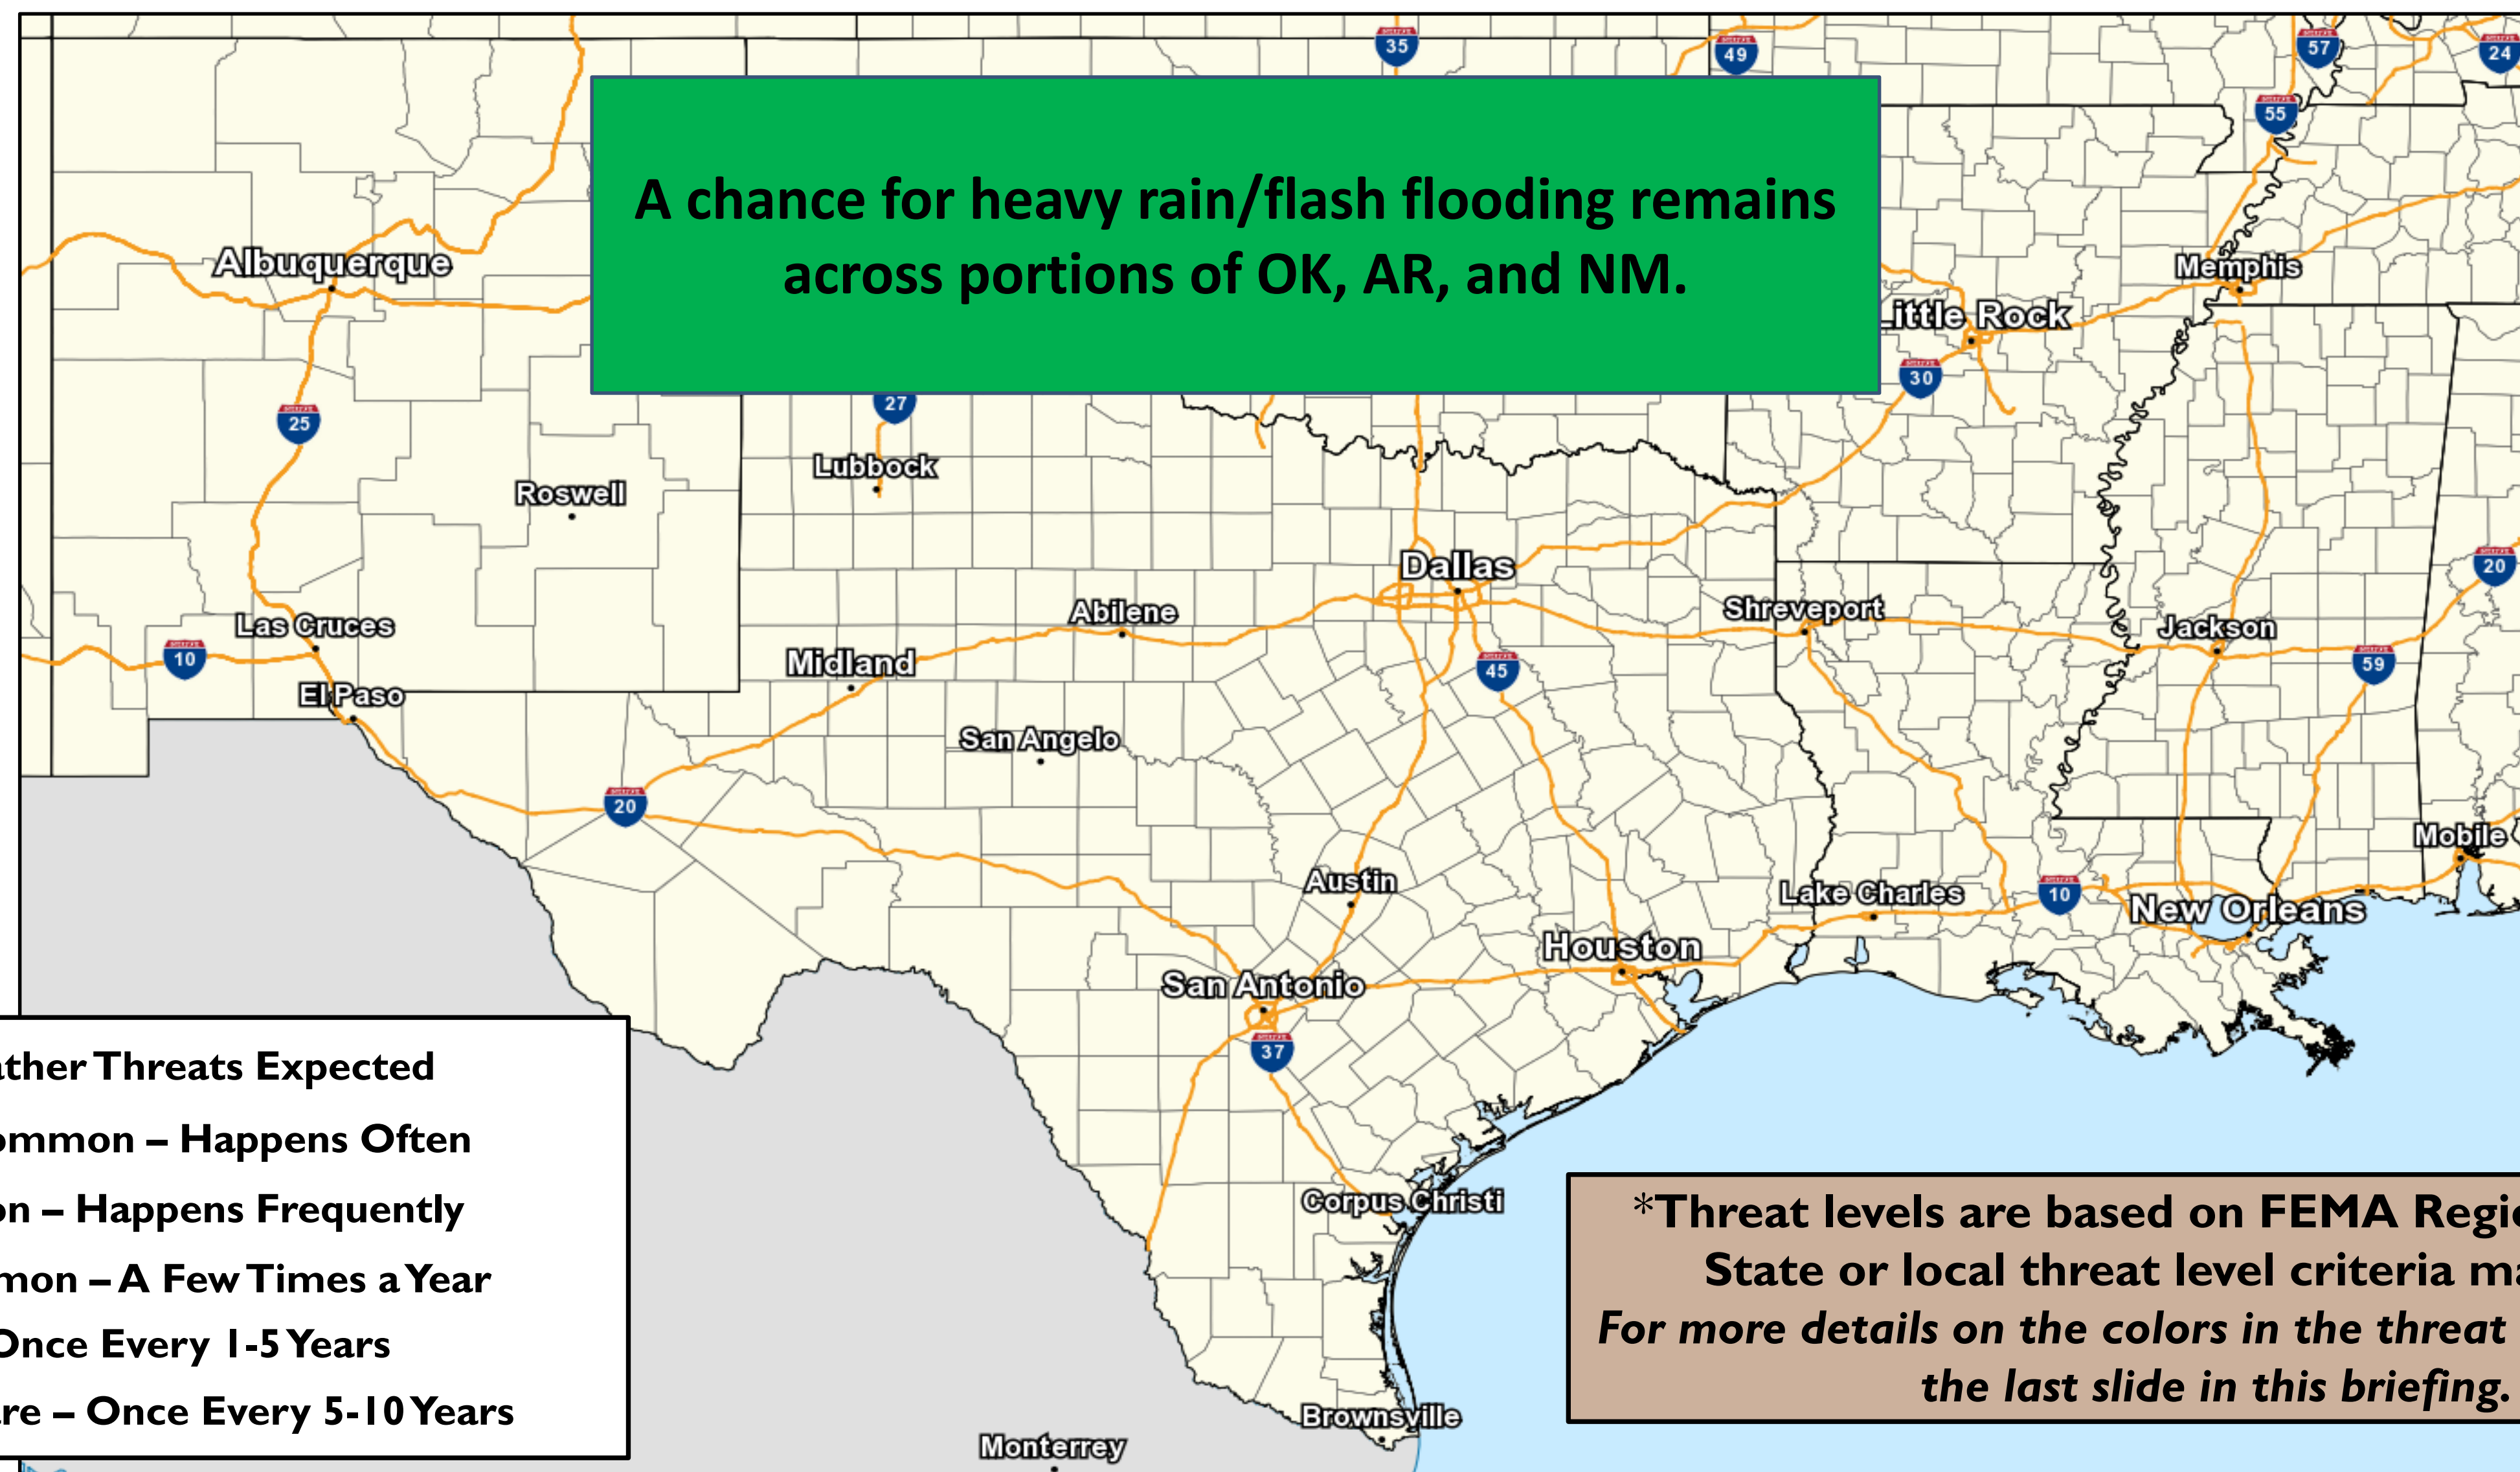 35
49
57
24
55
A chance for heavy rain/flash flooding remains
across portions of OK, AR, and NM.
Albuquerque
Memphis
Little Rock
30
27
25
Lubbock
Roswell
Dallas
20
Abilene
Shreveport
Las Cruces
Jackson
10
Midland
45
59
El Paso
San Angelo
20
Mobile
Austin
Lake Charles
10
New Orleans
Houston
San Antonio
37
Corpus Christi
Brownsville
Monterrey
ather Threats Expected
ommon – Happens Often
on – Happens Frequently
mon – A Few Times a Year
Once Every 1-5 Years
are – Once Every 5-10 Years
*Threat levels are based on FEMA Regi
State or local threat level criteria ma
For more details on the colors in the threat
the last slide in this briefing.